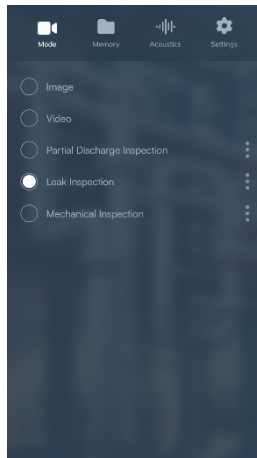 Mode
Memory
Acoustics
Settings
Image
Video
Partial Discharge Inspection
Leak Inspection
Mechanical Inspection